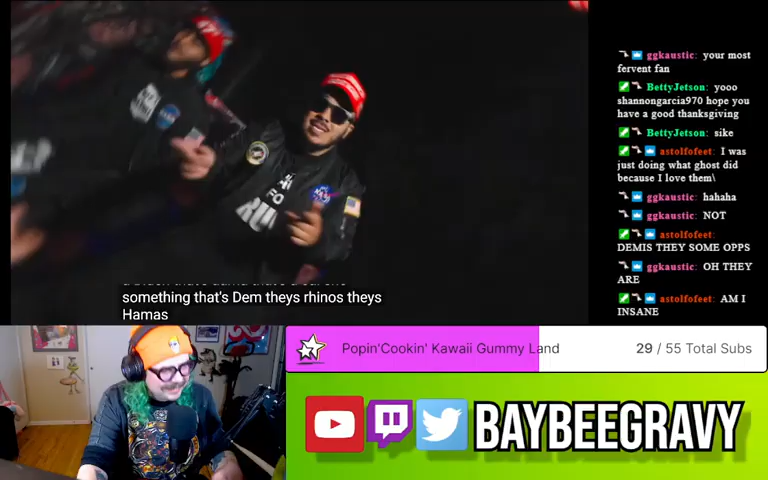 something that's Dem theys rhinos theys
Hamas
ggkaustic: your most
fervent fan
BettyJetson: yooo
shannongarcia970 hope you
have a good thanksgiving
BettyJetson: sike
astolfofeet: I was
just doing what ghost did
because I love them\
ggkaustic: hahaha
ggkaustic: NOT
astolfofeet:
DEMIS THEY SOME OPPS
ggkaustic: OH THEY
ARE
astolfofeet: AM I
INSANE
Popin'Cookin' Kawaii Gummy Land
29 / 55 Total Subs
BAYBEEGRAVY